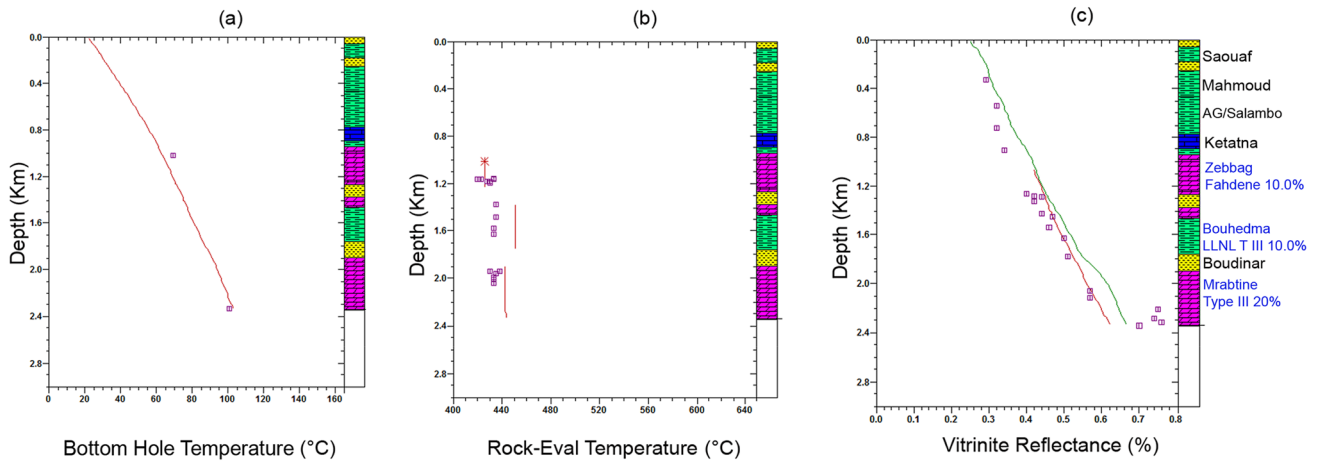 (a)
0.0
0.4
0.8
1.2
1.6
2.0
2.4
2.8
0 20 40 60 80 100 120 140 160
Depth (Km)
Bottom Hole Temperature (°C)
(b)
0.0
0.4
0.8
1.2
1.6
2.0
2.4
2.8
400 440 480 520 560 600 640
Depth (Km)
Rock-Eval Temperature (°C)
(c)
0.0
0.4
0.8
1.2
1.6
2.0
2.4
2.8
0.0 0.1 0.2 0.3 0.4 0.5 0.6 0.7 0.8
Depth (Km)
Vitrinite Reflectance (%)
Saouaf
Mahmoud
AG/Salambo
Ketatna
Zebbag
Fahdene 10.0%
Bouhedma
LLNL T III 10.0%
Boudinar
Mrabtine
Type III 20%